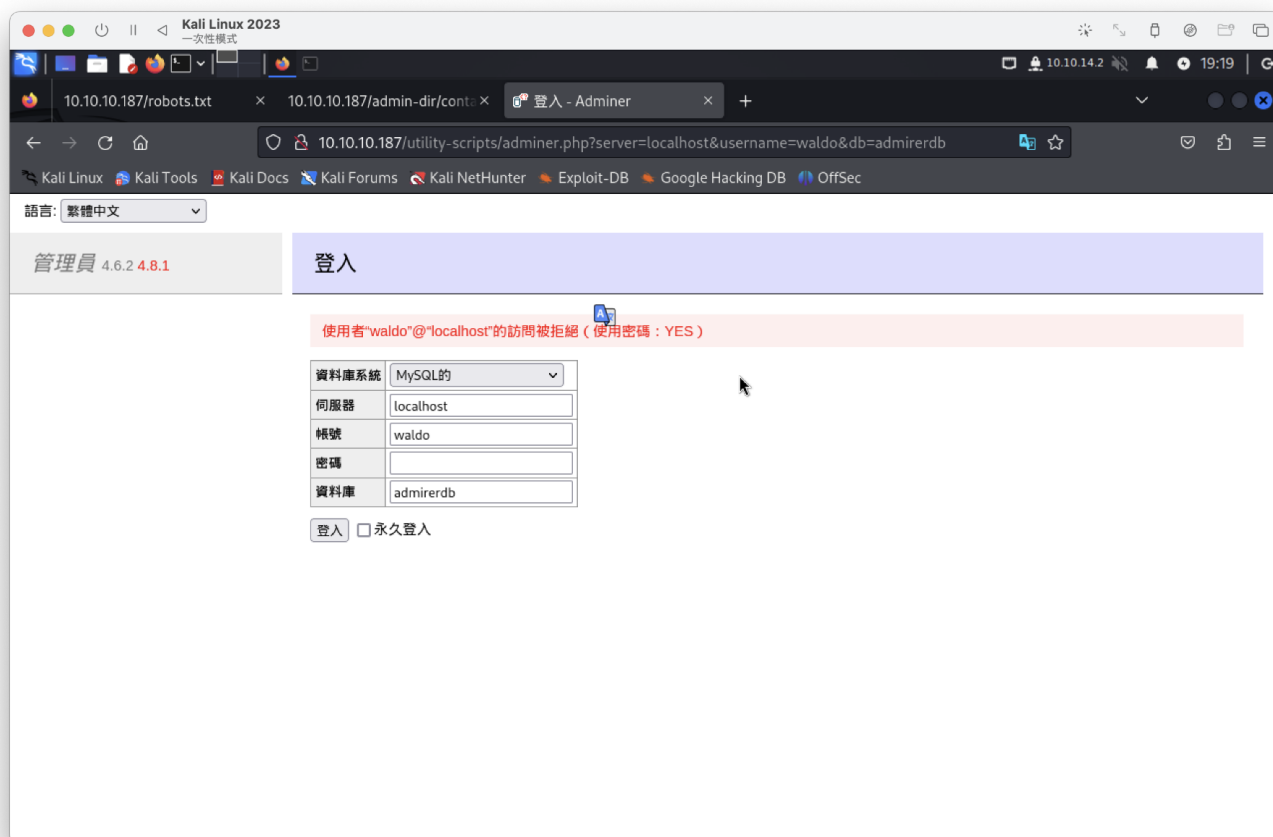 Kali Linux 2023
一次性模式
10.10.14.2 19:19
10.10.10.187/robots.txt 10.10.10.187/admin-dir/conta 登入 - Adminer
10.10.10.187/utility-scripts/adminer.php?server=localhost&username=waldo&db=admirerdb
Kali Linux Kali Tools Kali Docs Kali Forums Kali NetHunter Exploit-DB Google Hacking DB OffSec
語言: 繁體中文
管理員 4.6.2 4.8.1
登入
使用者“waldo”@“localhost”的訪問被拒絕（使用密碼：YES）
資料庫系統 MySQL的
伺服器 localhost
帳號 waldo
密碼
資料庫 admirerdb
登入 永久登入